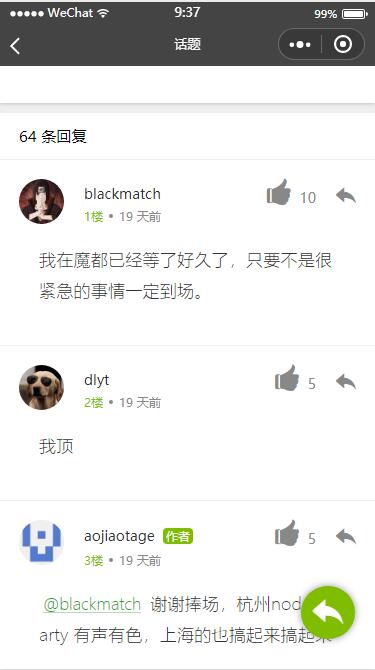 WeChat
9:37
99%
话题
64 条回复
blackmatch
10
1楼 • 19 天前
我在魔都已经等了好久了，只要不是很
紧急的事情一定到场。
dlyt
5
2楼 • 19 天前
我顶
aojiaotage 作者
5
3楼 • 19 天前
@blackmatch 谢谢捧场，杭州nod
arty 有声有色，上海的也搞起来搞起来